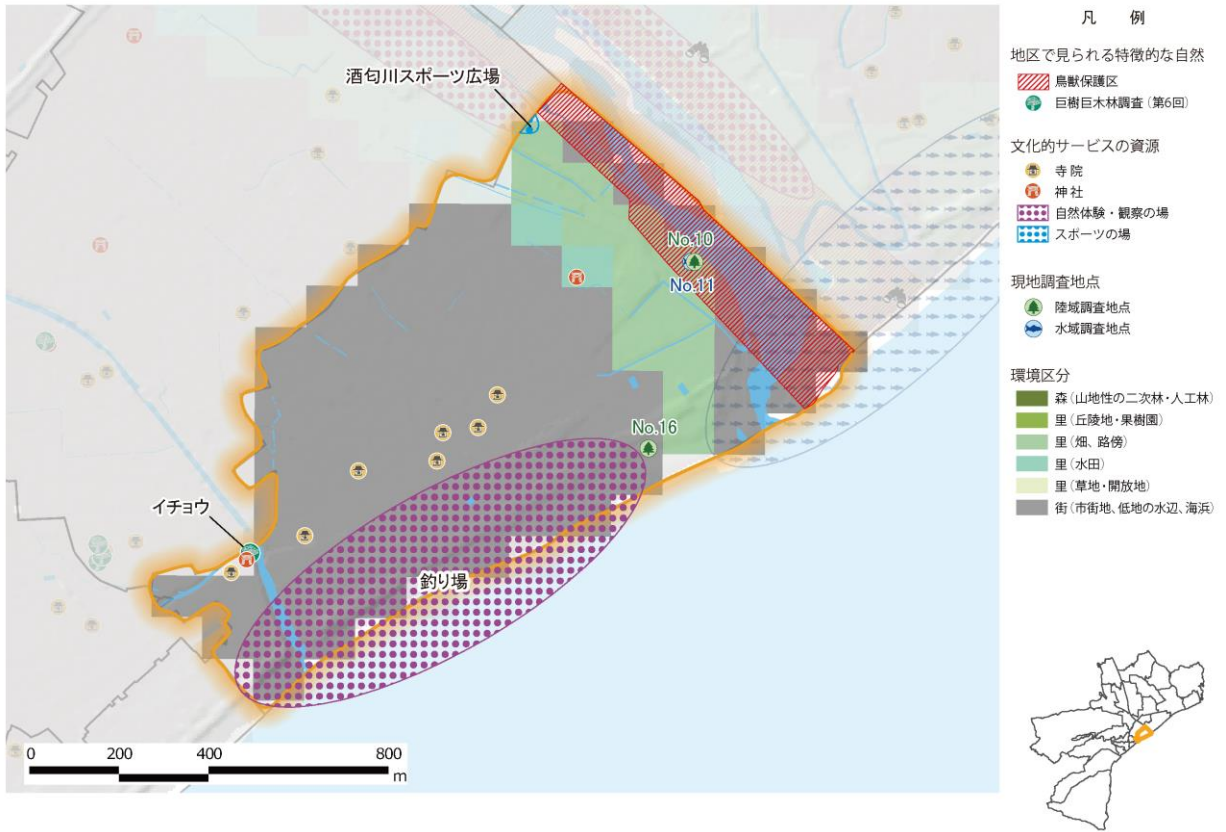 酒匂川スポーツ広場
No.10
No.11
No.16
イチョウ
釣り場
0 200 400 800
m
凡 例
地区で見られる特徴的な自然
鳥獣保護区
巨樹巨木林調査（第6回）
文化的サービスの資源
寺院
神社
自然体験・観察の場
スポーツの場
現地調査地点
陸域調査地点
水域調査地点
環境区分
森（山地性の二次林・人工林）
里（丘陵地・果樹園）
里（畑、路傍）
里（水田）
里（草地・開放地）
街（市街地、低地の水辺、海浜）